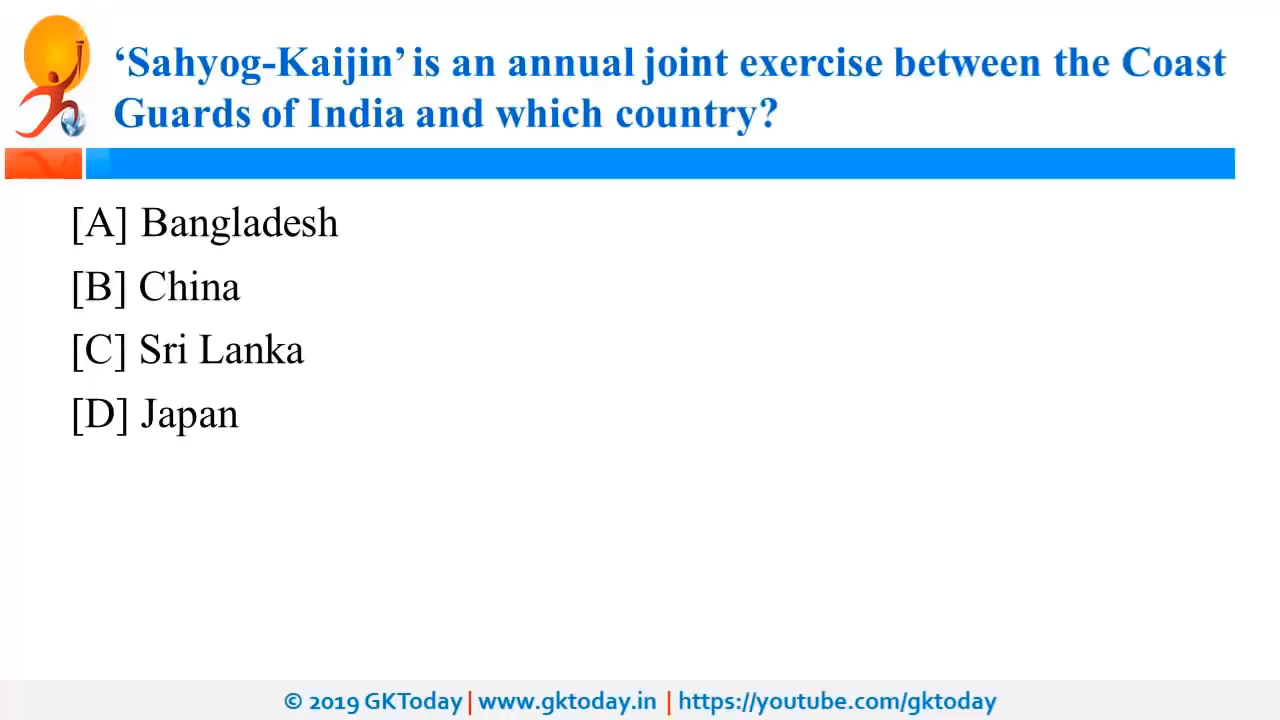 ‘Sahyog-Kaijin’ is an annual joint exercise between the Coast
Guards of India and which country?
[A] Bangladesh
[B] China
[C] Sri Lanka
[D] Japan
© 2019 GKToday | www.gktoday.in | https://youtube.com/gktoday